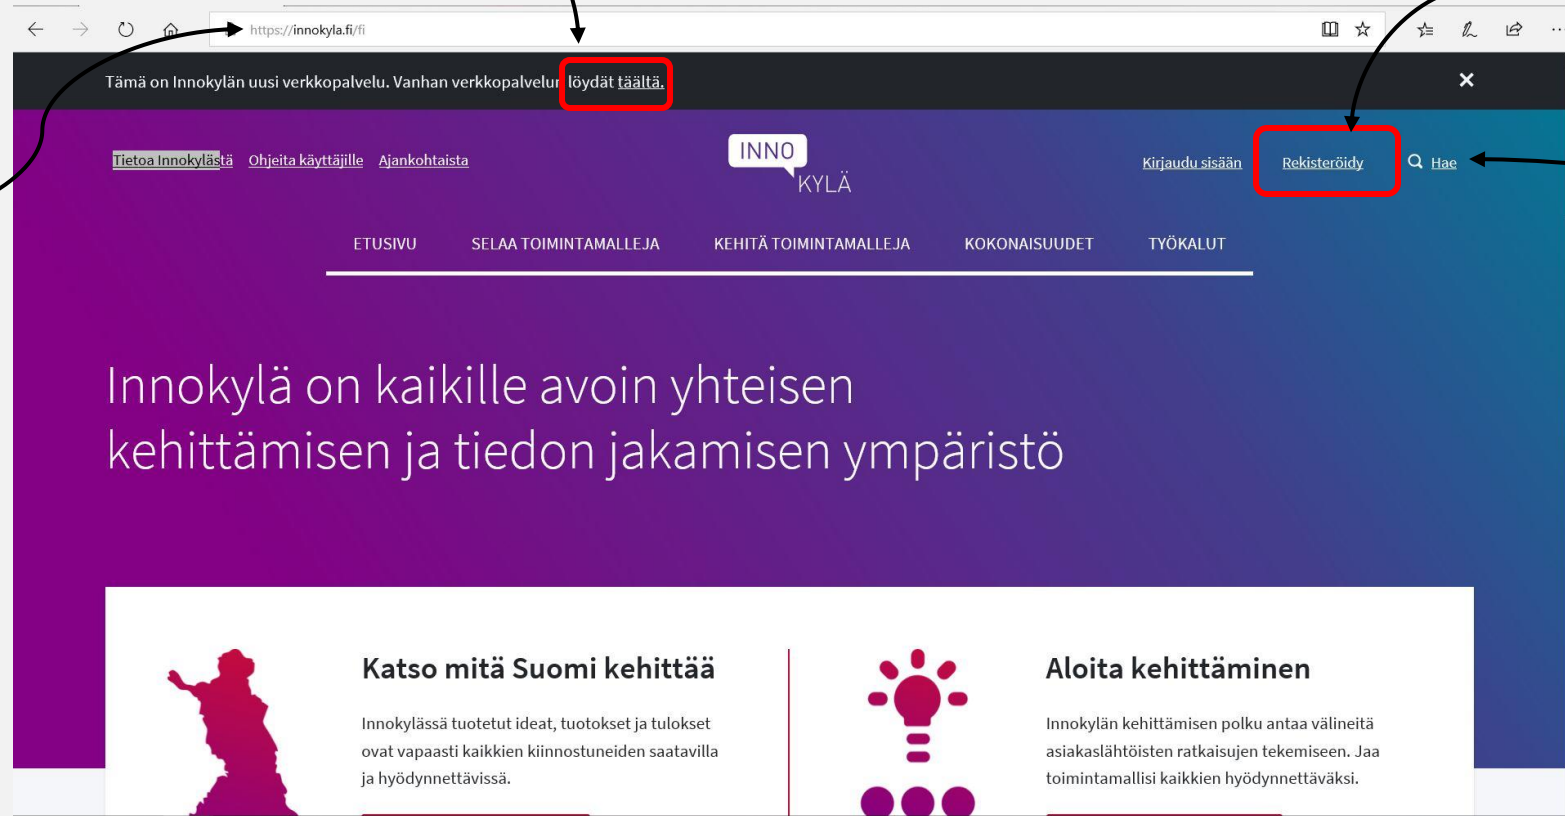 https://innokyla.fi/fi
Tämä on Innokylän uusi verkkopalvelu. Vanhan verkkopalvelun löydät täältä.
Tietoa Innokylästä Ohjeita käyttäjille Ajankohtaista
INNO
KYLÄ
Kirjaudu sisään Rekisteröidy Hae
ETUSIVU SELAA TOIMINTAMALLEJA KEHITÄ TOIMINTAMALLEJA KOKONAISUUDET TYÖKALUT
Innokylä on kaikille avoin yhteisen
kehittämisen ja tiedon jakamisen ympäristö
Katso mitä Suomi kehittää
Innokylässä tuotetut ideat, tuotokset ja tulokset
ovat vapaasti kaikkien kiinnostuneiden saatavilla
ja hyödynnettävissä.
Aloita kehittäminen
Innokylän kehittämisen polku antaa välineitä
asiakaslähtöisten ratkaisujen tekemiseen. Jaa
toimintamallisi kaikkien hyödynnettäväksi.